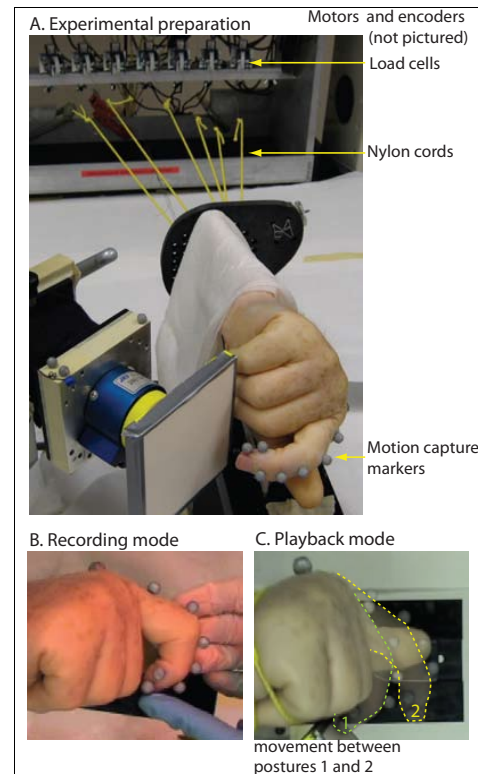 A. Experimental preparation
Motors and encoders
(not pictured)
Load cells
Nylon cords
Motion capture
markers
B. Recording mode
C. Playback mode
1
2
movement between
postures 1 and 2